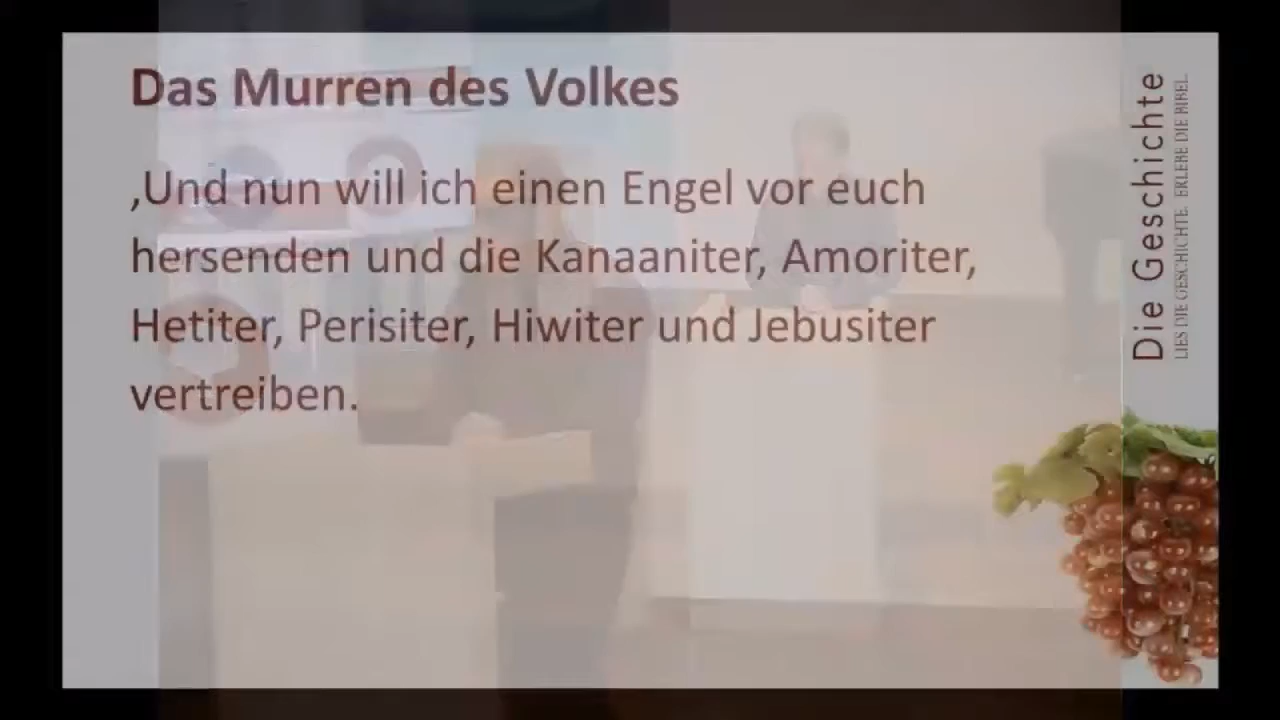 Das Murren des Volkes
‚Und nun will ich einen Engel vor euch
hersenden und die Kanaaniter, Amoriter,
Hetiter, Perisiter, Hiwiter und Jebusiter
vertreiben.
Die Geschichte
LIES DIE GESCHICHTE. ERLEBE DIE BIBEL.